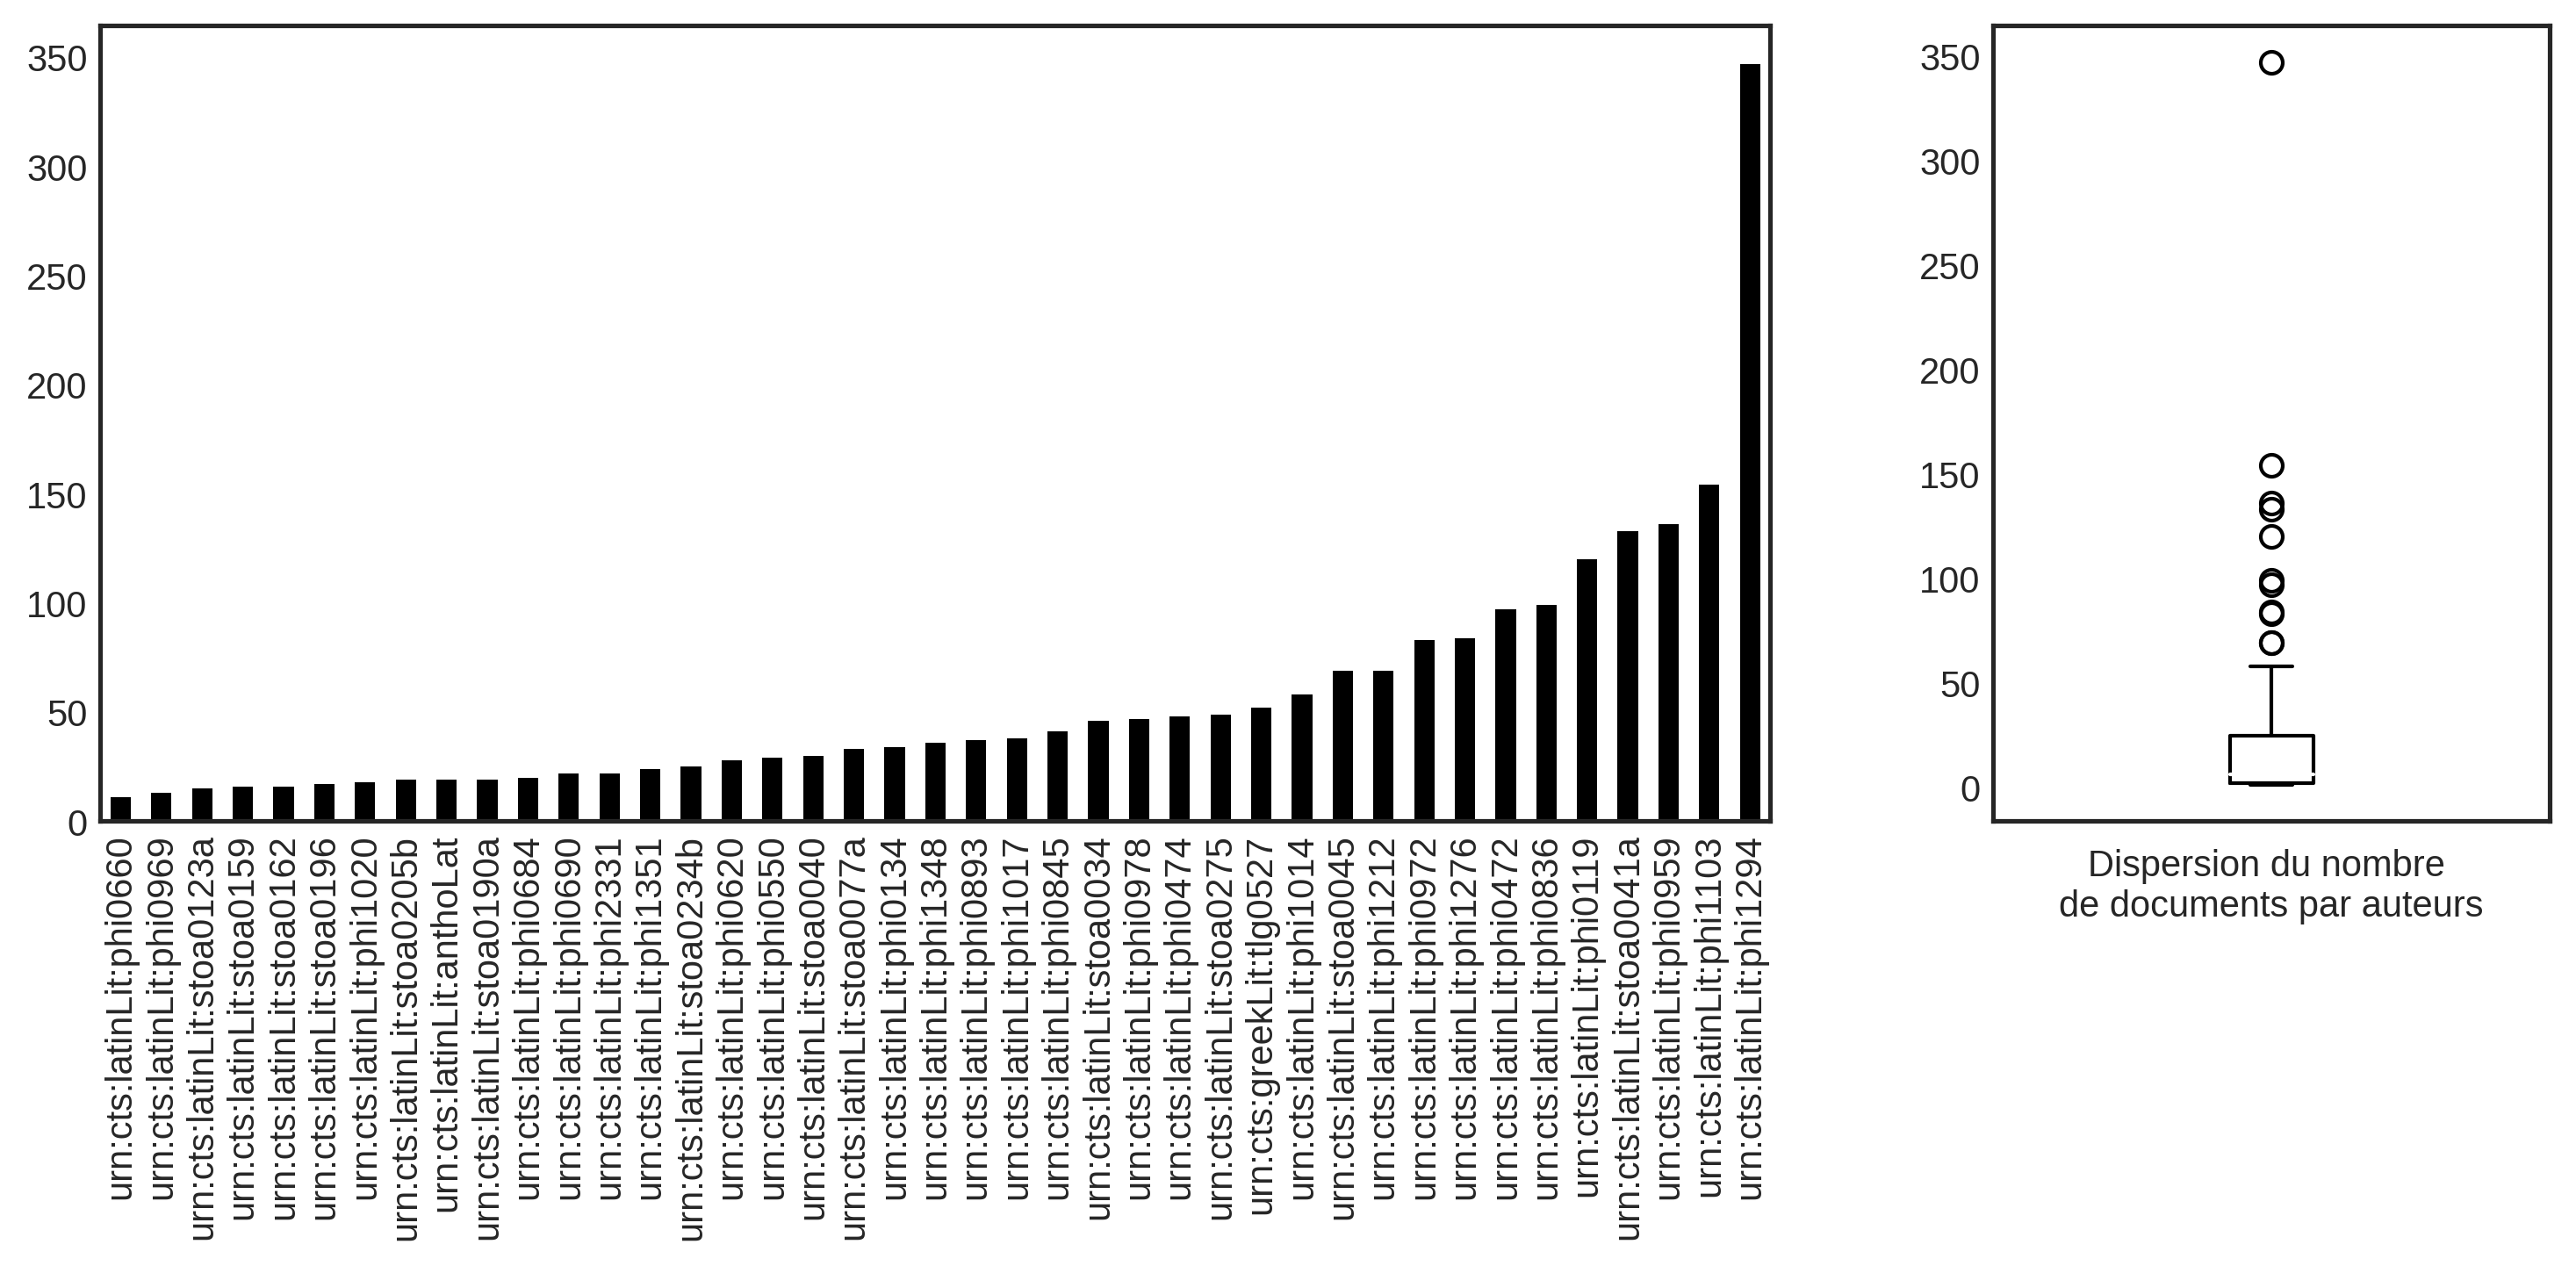 350
300
250
200
150
100
50
0
urn:cts:latinLit:phi0660
urn:cts:latinLit:phi0969
urn:cts:latinLit:stoa0123a
urn:cts:latinLit:stoa0159
urn:cts:latinLit:stoa0162
urn:cts:latinLit:stoa0196
urn:cts:latinLit:phi1020
urn:cts:latinLit:stoa0205b
urn:cts:latinLit:anthoLat
urn:cts:latinLit:stoa0190a
urn:cts:latinLit:phi0684
urn:cts:latinLit:phi0690
urn:cts:latinLit:phi2331
urn:cts:latinLit:phi1351
urn:cts:latinLit:stoa0234b
urn:cts:latinLit:phi0620
urn:cts:latinLit:phi0550
urn:cts:latinLit:stoa0040
urn:cts:latinLit:stoa0077a
urn:cts:latinLit:phi0134
urn:cts:latinLit:phi1348
urn:cts:latinLit:phi0893
urn:cts:latinLit:phi1017
urn:cts:latinLit:phi0845
urn:cts:latinLit:stoa0034
urn:cts:latinLit:phi0978
urn:cts:latinLit:phi0474
urn:cts:latinLit:stoa0275
urn:cts:greekLit:tlg0527
urn:cts:latinLit:phi1014
urn:cts:latinLit:stoa0045
urn:cts:latinLit:phi1212
urn:cts:latinLit:phi0972
urn:cts:latinLit:phi1276
urn:cts:latinLit:phi0472
urn:cts:latinLit:phi0836
urn:cts:latinLit:phi0119
urn:cts:latinLit:stoa0041a
urn:cts:latinLit:phi0959
urn:cts:latinLit:phi1103
urn:cts:latinLit:phi1294
350
300
250
200
150
100
50
0
Dispersion du nombre
de documents par auteurs